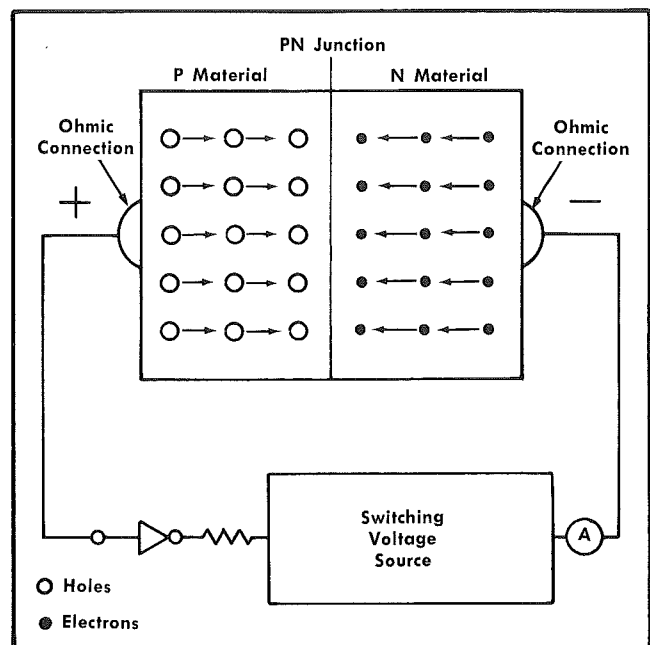 PN Junction
P Material
N Material
Ohmic
Connection
Ohmic
Connection
+
−
Switching
Voltage
Source
A
Holes
Electrons